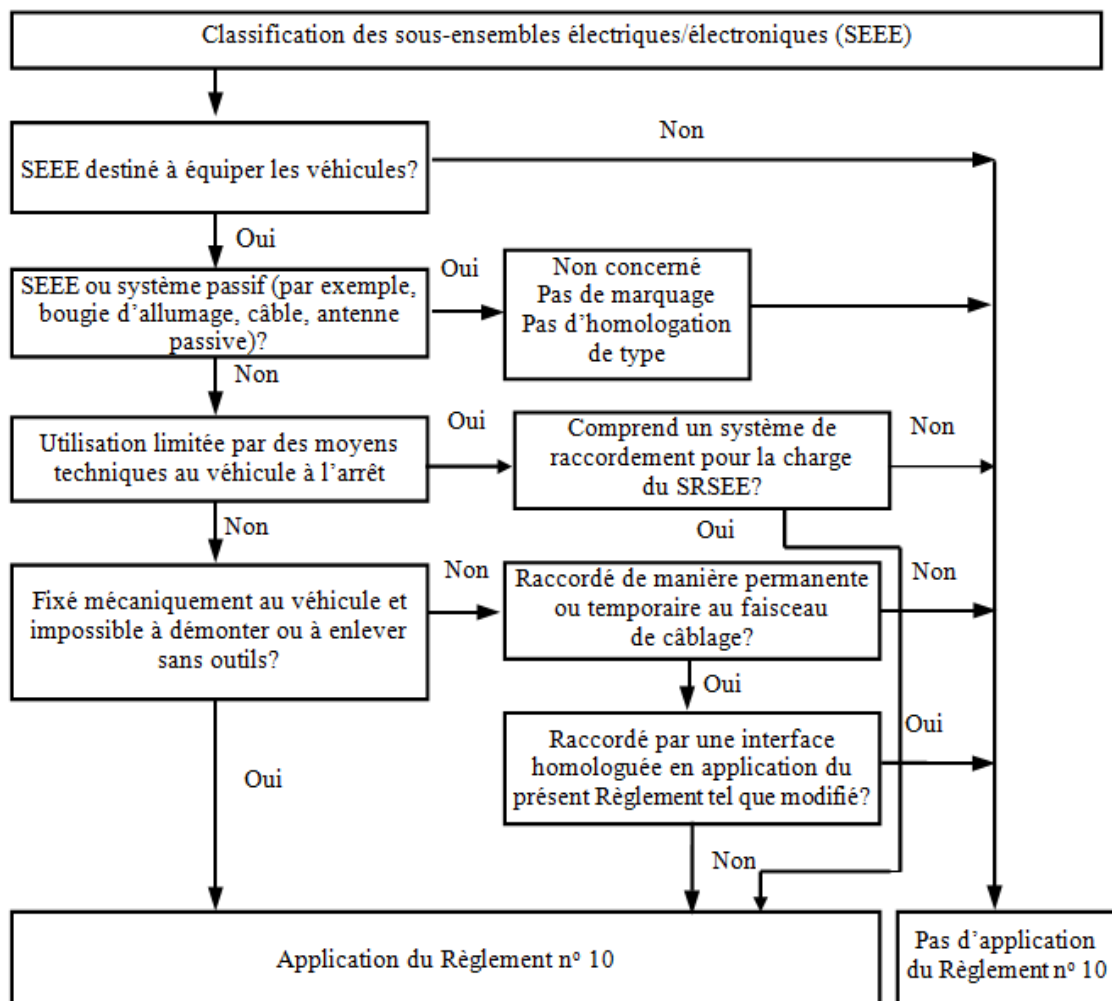 Classification des sous-ensembles électriques/électroniques (SEEE)
Non
SEEE destiné à équiper les véhicules?
Oui
SEEE ou système passif (par exemple,
bougie d'allumage, câble, antenne
passive)?
Oui
Non concerné
Pas de marquage
Pas d'homologation
de type
Non
Utilisation limitée par des moyens
techniques au véhicule à l'arrêt
Oui
Comprend un système de
raccordement pour la charge
du SRSEE?
Non
Non
Oui
Fixé mécaniquement au véhicule et
impossible à démonter ou à enlever
sans outils?
Non
Raccordé de manière permanente
ou temporaire au faisceau
de câblage?
Non
Oui
Raccordé par une interface
homologuée en application du
présent Règlement tel que modifié?
Oui
Oui
Non
Application du Règlement nº 10
Pas d'application
du Règlement nº 10